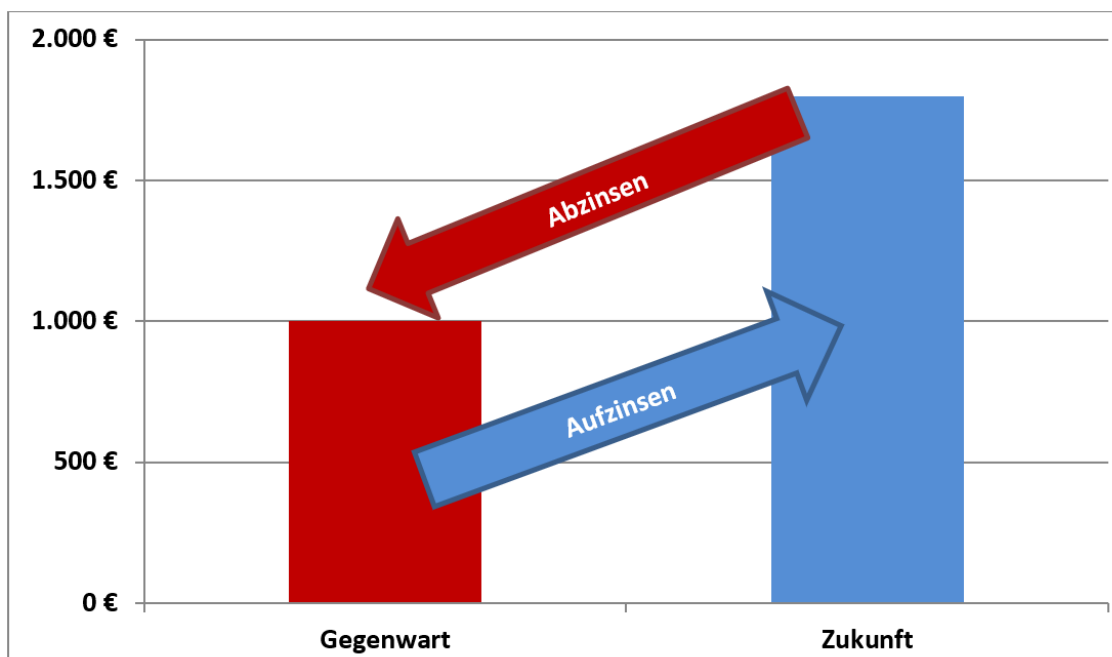 2.000 €
1.500 €
1.000 €
500 €
0 €
Abzinsen
Aufzinsen
Gegenwart
Zukunft